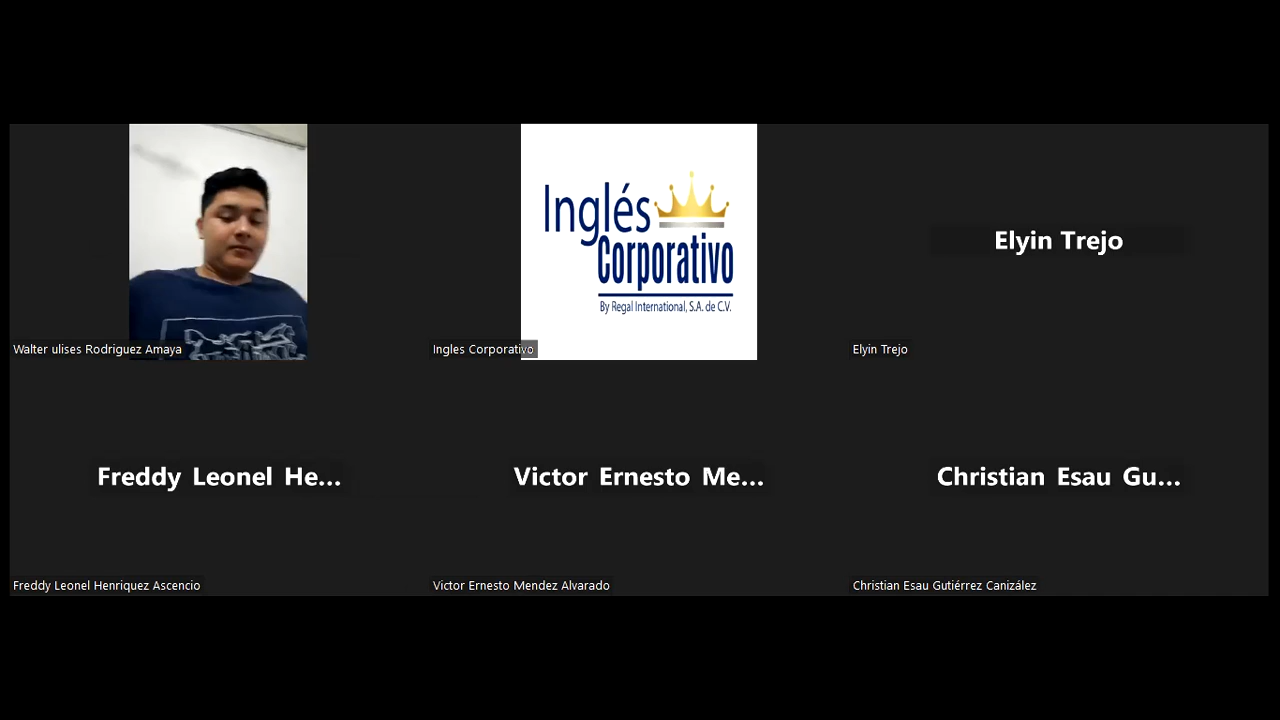 Walter ulises Rodriguez Amaya
Inglés
Corporativo
By Regal International, S.A. de C.V.
Ingles Corporativo
Elyin Trejo
Elyin Trejo
Freddy Leonel He...
Freddy Leonel Henriquez Ascencio
Victor Ernesto Me...
Victor Ernesto Mendez Alvarado
Christian Esau Gu...
Christian Esau Gutiérrez Canizález